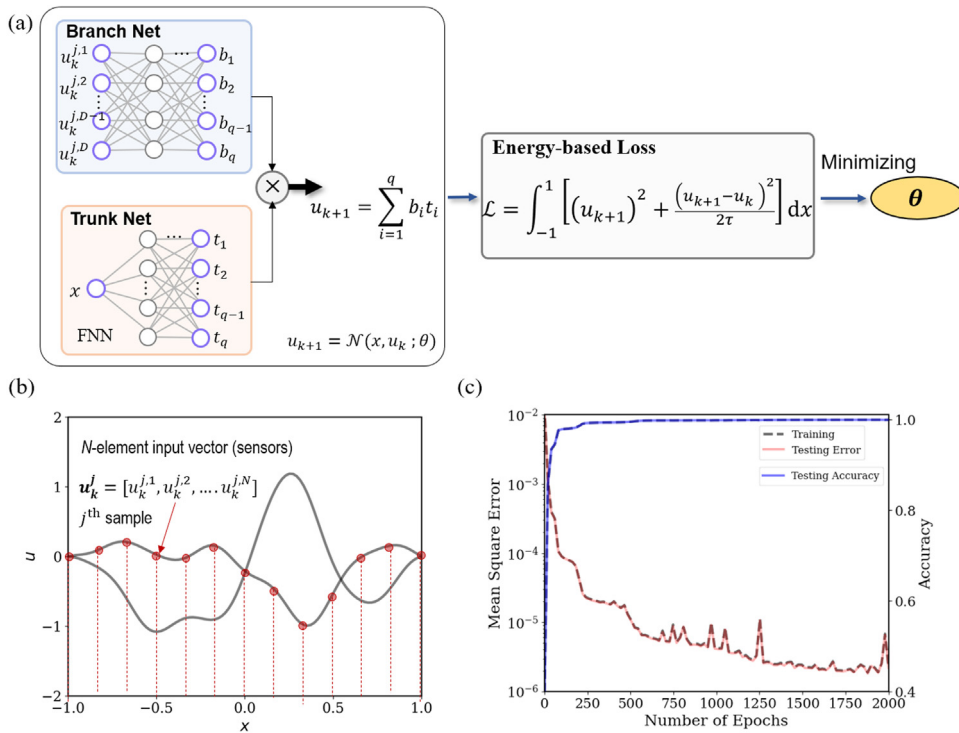 (a)
Branch Net
u_k^{j,1}
u_k^{j,2}
u_k^{j,D-1}
u_k^{j,D}
...
b_1
b_2
b_{q-1}
b_q
Trunk Net
x
FNN
...
t_1
t_2
t_{q-1}
t_q
×
u_{k+1} = \sum_{i=1}^{q} b_i t_i
u_{k+1} = 𝒩(x, u_k ; θ)
Energy-based Loss
ℒ = \int_{-1}^{1} [(u_{k+1})^2 + \frac{(u_{k+1}-u_k)^2}{2τ}] dx
Minimizing
θ
(b)
N-element input vector (sensors)
u_k^j = [u_k^{j,1}, u_k^{j,2}, .... u_k^{j,N}]
j^{th} sample
2
1
0
−1
−2
u
−1.0
−0.5
0.0
0.5
1.0
x
(c)
Training
Testing Error
Testing Accuracy
10^{−2}
10^{−3}
10^{−4}
10^{−5}
10^{−6}
Mean Square Error
1.0
0.8
0.6
0.4
Accuracy
0
250
500
750
1000
1250
1500
1750
2000
Number of Epochs